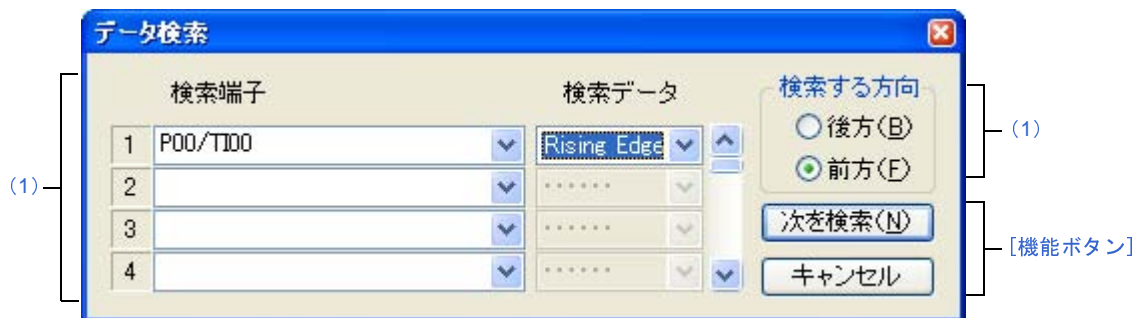 データ検索
検索端子 検索データ
1 P00/TI00 Rising Edge
2 ······
3 ······
4 ······
検索する方向
後方(B)
前方(F)
次を検索(N)
キャンセル
(1)
(1)
[機能ボタン]